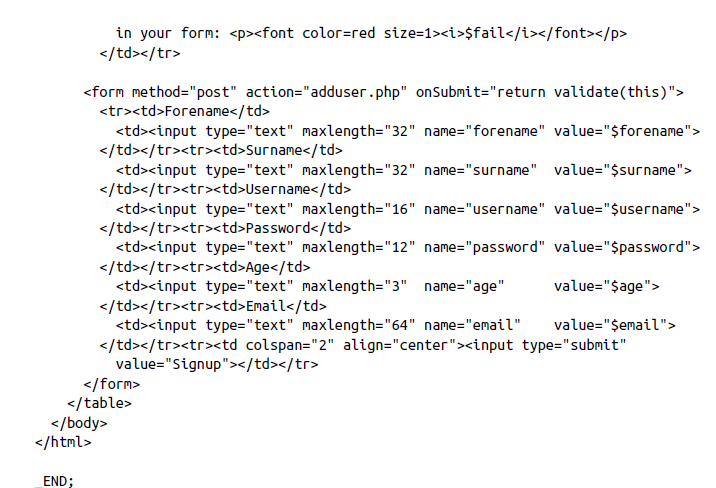 in your form: <p><font color=red size=1><i>$fail</i></font></p>
</td></tr>
<form method="post" action="adduser.php" onSubmit="return validate(this)">
<tr><td>Forename</td>
<td><input type="text" maxlength="32" name="forename" value="$forename">
</td></tr><tr><td>Surname</td>
<td><input type="text" maxlength="32" name="surname"  value="$surname">
</td></tr><tr><td>Username</td>
<td><input type="text" maxlength="16" name="username" value="$username">
</td></tr><tr><td>Password</td>
<td><input type="text" maxlength="12" name="password" value="$password">
</td></tr><tr><td>Age</td>
<td><input type="text" maxlength="3"  name="age"      value="$age">
</td></tr><tr><td>Email</td>
<td><input type="text" maxlength="64" name="email"    value="$email">
</td></tr><tr><td colspan="2" align="center"><input type="submit"
value="Signup"></td></tr>
</form>
</table>
</body>
</html>
_END;